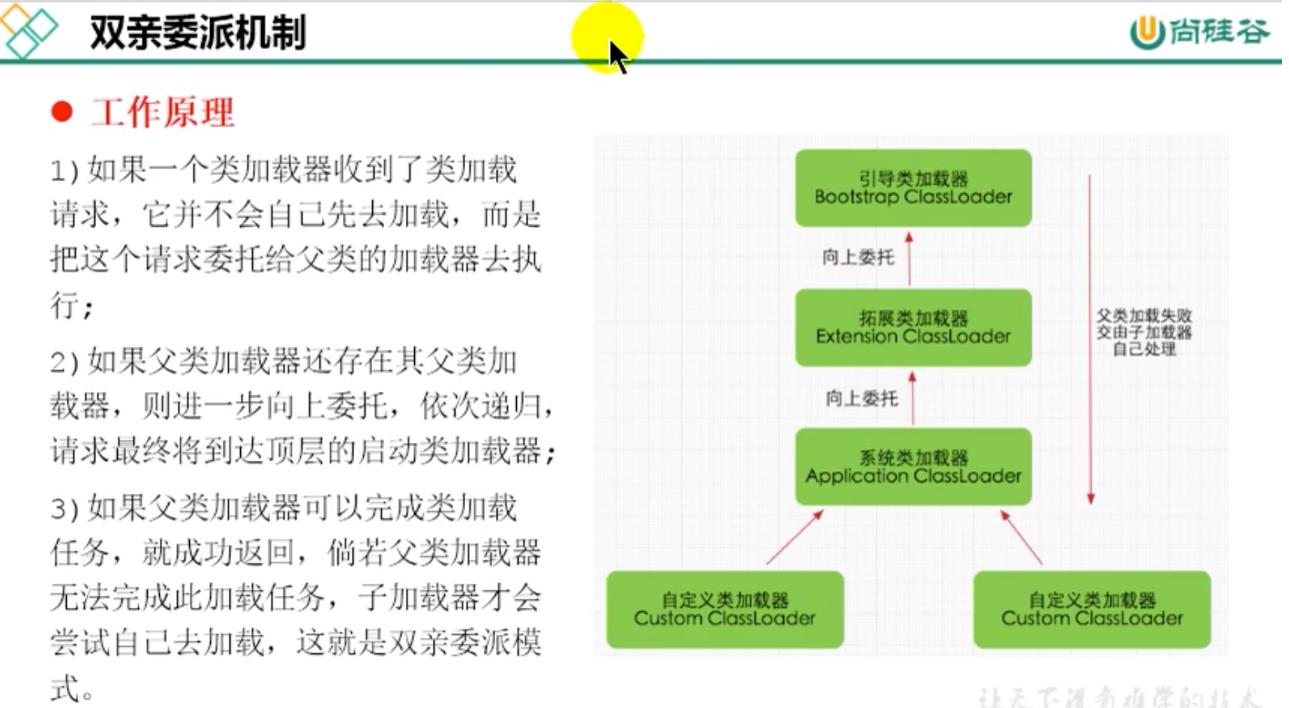 双亲委派机制
尚硅谷
工作原理
1)如果一个类加载器收到了类加载
请求，它并不会自己先去加载，而是
把这个请求委托给父类的加载器去执
行；
2)如果父类加载器还存在其父类加
载器，则进一步向上委托，依次递归，
请求最终将到达顶层的启动类加载器；
3)如果父类加载器可以完成类加载
任务，就成功返回，倘若父类加载器
无法完成此加载任务，子加载器才会
尝试自己去加载，这就是双亲委派模
式。
引导类加载器
Bootstrap ClassLoader
向上委托
拓展类加载器
Extension ClassLoader
向上委托
系统类加载器
Application ClassLoader
父类加载失败
交由子加载器
自己处理
自定义类加载器
Custom ClassLoader
自定义类加载器
Custom ClassLoader
让天下没有难学的技术